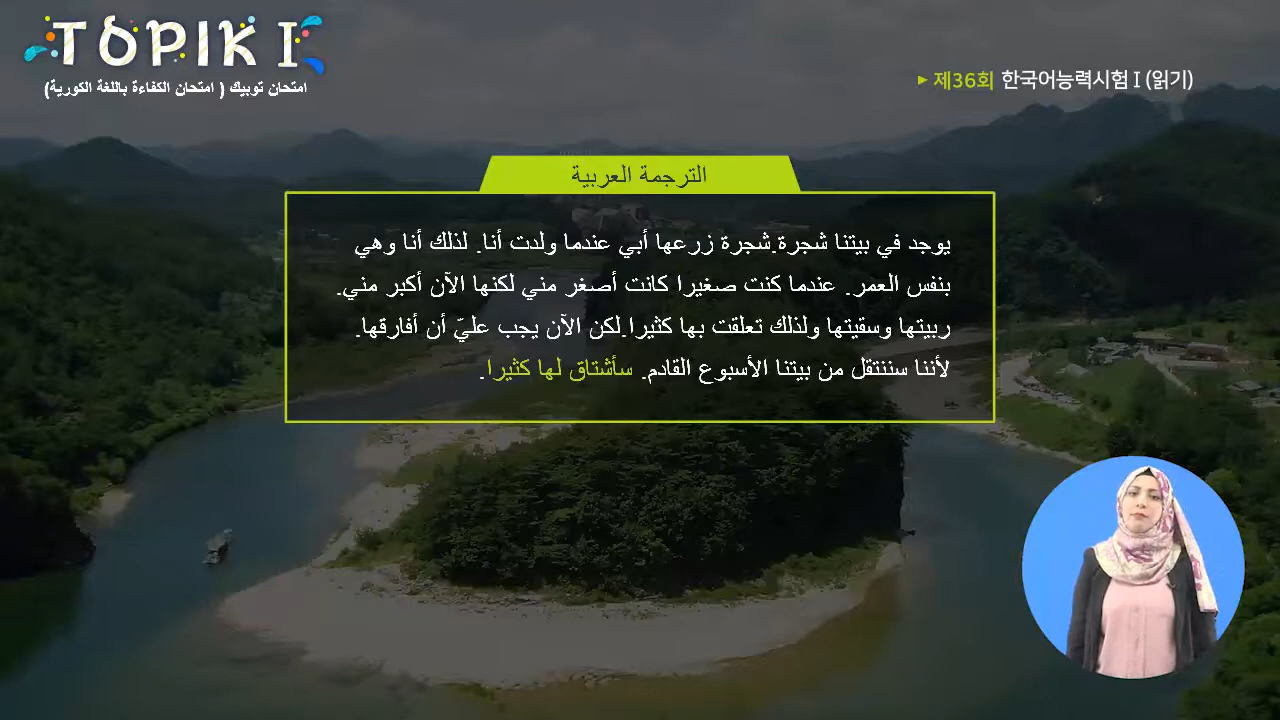 TOPIK I
امتحان توبيك ( امتحان الكفاءة باللغة الكورية)
▶ 제36회 한국어능력시험 I (읽기)
الترجمة العربية
يوجد في بيتنا شجرة.شجرة زرعها أبي عندما ولدت أنا. لذلك أنا وهي
بنفس العمر. عندما كنت صغيرا كانت أصغر مني لكنها الآن أكبر مني.
ربيتها وسقيتها ولذلك تعلقت بها كثيرا.لكن الآن يجب عليّ أن أفارقها.
لأننا سننتقل من بيتنا الأسبوع القادم. سأشتاق لها كثيرا.